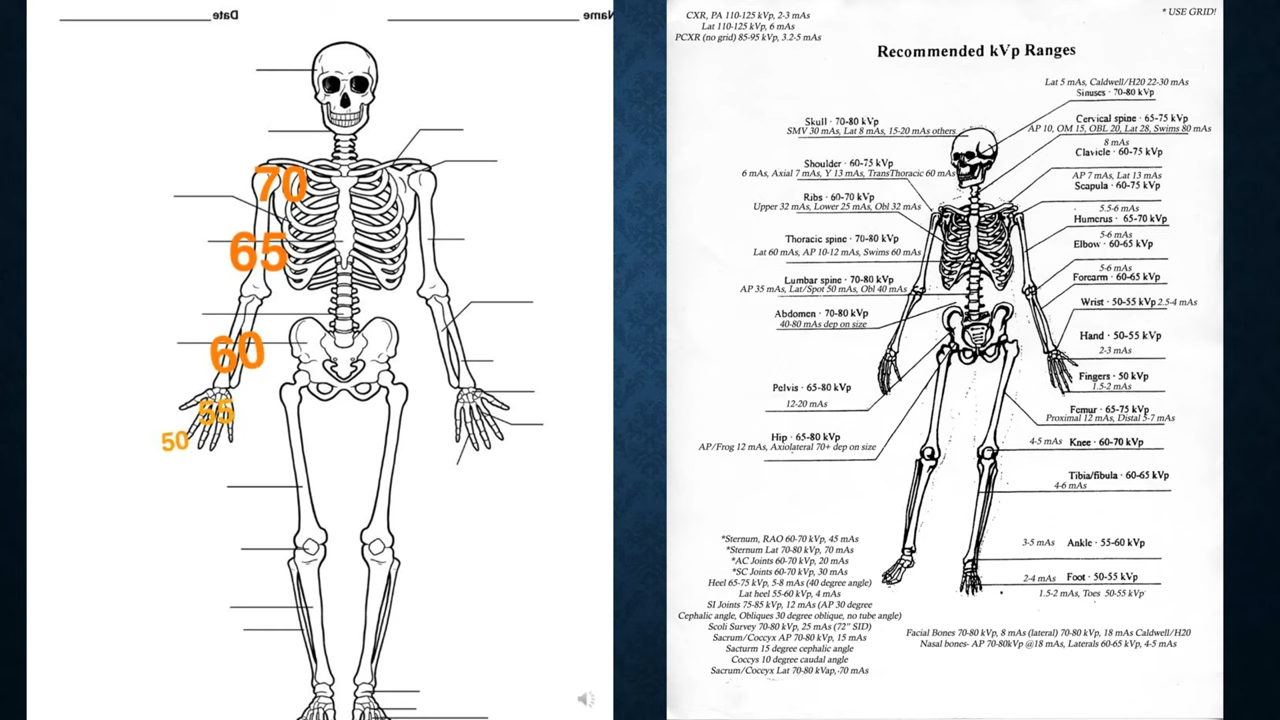 Date
Name
70
65
60
55
50
CXR, PA 110-125 kVp, 2-3 mAs
Lat 110-125 kVp, 6 mAs
PCXR (no grid) 85-95 kVp, 3.2-5 mAs
* USE GRID!
Recommended kVp Ranges
Skull · 70-80 kVp
SMV 30 mAs, Lat 8 mAs, 15-20 mAs others
Shoulder · 60-75 kVp
6 mAs, Axial 7 mAs, Y 13 mAs, TransThoracic 60 mAs
Ribs · 60-70 kVp
Upper 32 mAs, Lower 25 mAs, Obl 32 mAs
Thoracic spine · 70-80 kVp
Lat 60 mAs, AP 10-12 mAs, Swims 60 mAs
Lumbar spine · 70-80 kVp
AP 35 mAs, Lat/Spot 50 mAs, Obl 40 mAs
Abdomen · 70-80 kVp
40-80 mAs dep on size
Pelvis · 65-80 kVp
12-20 mAs
Hip · 65-80 kVp
AP/Frog 12 mAs, Axiolateral 70+ dep on size
Lat 5 mAs, Caldwell/H20 22-30 mAs
Sinuses · 70-80 kVp
Cervical spine · 65-75 kVp
AP 10, OM 15, OBL 20, Lat 28, Swims 80 mAs
8 mAs
Clavicle · 60-75 kVp
AP 7 mAs, Lat 13 mAs
Scapula · 60-75 kVp
5.5-6 mAs
Humerus · 65-70 kVp
5-6 mAs
Elbow · 60-65 kVp
5-6 mAs
Forearm · 60-65 kVp
Wrist · 50-55 kVp 2.5-4 mAs
Hand · 50-55 kVp
2-3 mAs
Fingers · 50 kVp
1.5-2 mAs
Femur · 65-75 kVp
Proximal 12 mAs, Distal 5-7 mAs
4-5 mAs Knee · 60-70 kVp
Tibia/fibula · 60-65 kVp
4-6 mAs
3-5 mAs Ankle · 55-60 kVp
2-4 mAs Foot · 50-55 kVp
1.5-2 mAs, Toes 50-55 kVp
*Sternum, RAO 60-70 kVp, 45 mAs
*Sternum Lat 70-80 kVp, 70 mAs
*AC Joints 60-70 kVp, 20 mAs
*SC Joints 60-70 kVp, 30 mAs
Heel 65-75 kVp, 5-8 mAs (40 degree angle)
Lat heel 55-60 kVp, 4 mAs
SI Joints 75-85 kVp, 12 mAs (AP 30 degree
Cephalic angle, Obliques 30 degree oblique, no tube angle)
Scoli Survey 70-80 kVp, 25 mAs (72" SID)
Sacrum/Coccyx AP 70-80 kVp, 15 mAs
Sacturm 15 degree cephalic angle
Coccys 10 degree caudal angle
Sacrum/Coccyx Lat 70-80 kVap, 70 mAs
Facial Bones 70-80 kVp, 8 mAs (lateral) 70-80 kVp, 18 mAs Caldwell/H20
Nasal bones- AP 70-80kVp @18 mAs, Laterals 60-65 kVp, 4-5 mAs